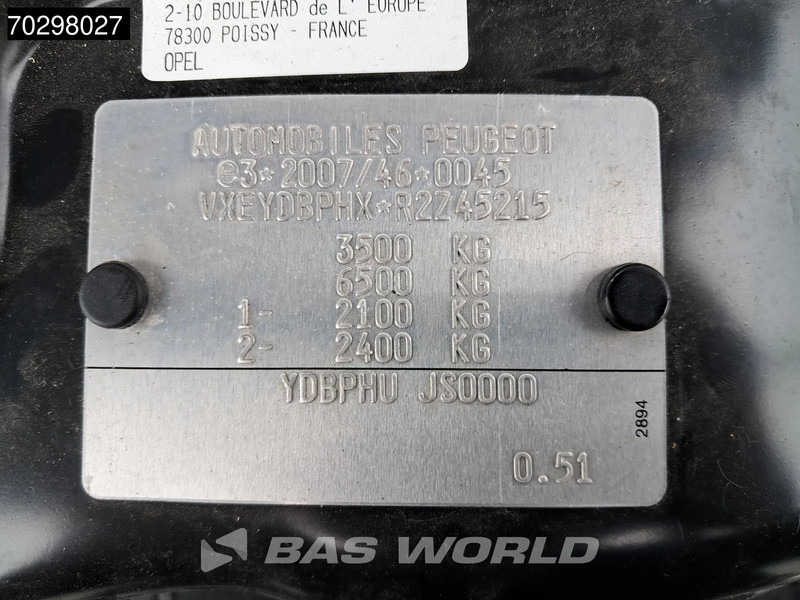 70298027
2-10 BOULEVARD de L' EUROPE
78300 POISSY - FRANCE
OPEL
AUTOMOBILES PEUGEOT
e3*2007/46*0045
VXEYDBPHX*R2Z45215
3500 KG
6500 KG
1- 2100 KG
2- 2400 KG
YDBPHU JS0000
2894
0.51
BAS WORLD